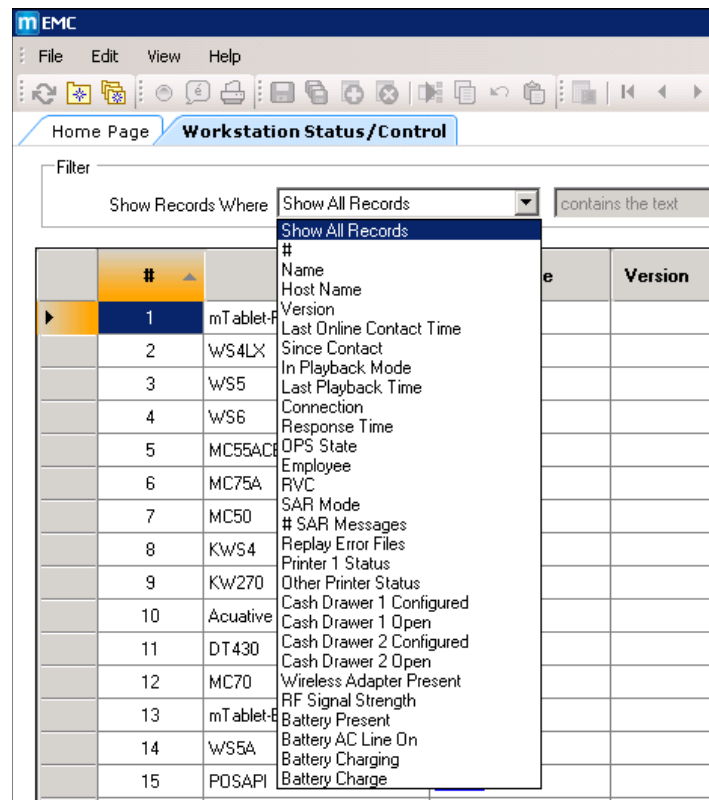 m EMC
File Edit View Help
Home Page Workstation Status/Control
Filter
Show Records Where Show All Records contains the text
Show All Records
#
Name
Host Name
Version
Last Online Contact Time
Since Contact
In Playback Mode
Last Playback Time
Connection
Response Time
OPS State
Employee
RVC
SAR Mode
# SAR Messages
Replay Error Files
Printer 1 Status
Other Printer Status
Cash Drawer 1 Configured
Cash Drawer 1 Open
Cash Drawer 2 Configured
Cash Drawer 2 Open
Wireless Adapter Present
RF Signal Strength
Battery Present
Battery AC Line On
Battery Charging
Battery Charge
# e Version
1 mTablet-
2 WS4LX
3 WS5
4 WS6
5 MC55ACE
6 MC75A
7 MC50
8 KWS4
9 KW270
10 Acuative
11 DT430
12 MC70
13 mTablet-E
14 WS5A
15 POSAPI